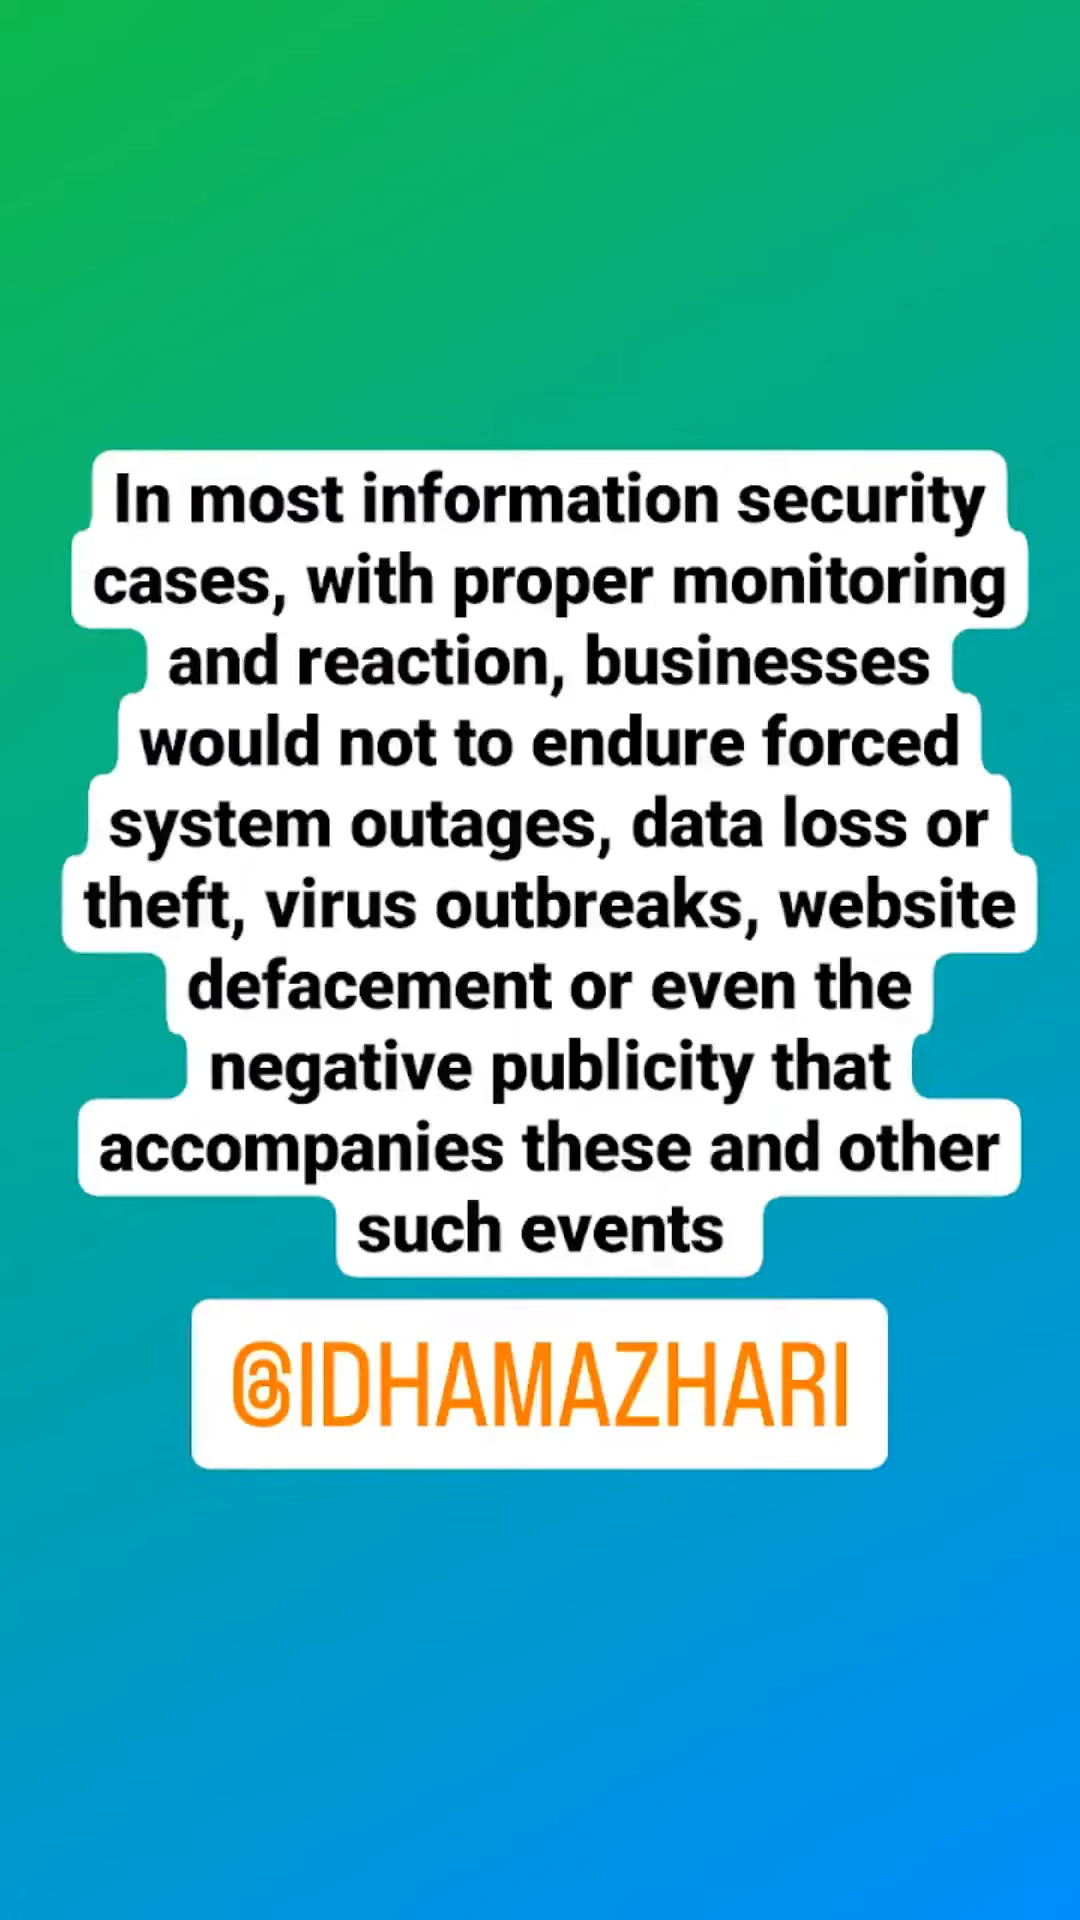 In most information security
cases, with proper monitoring
and reaction, businesses
would not to endure forced
system outages, data loss or
theft, virus outbreaks, website
defacement or even the
negative publicity that
accompanies these and other
such events
@IDHAMAZHARI